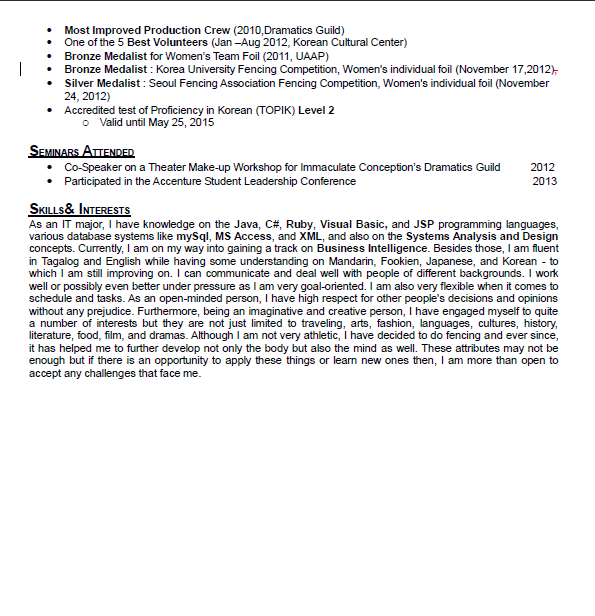 • Most Improved Production Crew (2010,Dramatics Guild)
• One of the 5 Best Volunteers (Jan –Aug 2012, Korean Cultural Center)
• Bronze Medalist for Women's Team Foil (2011, UAAP)
• Bronze Medalist : Korea University Fencing Competition, Women's individual foil (November 17,2012),
• Silver Medalist : Seoul Fencing Association Fencing Competition, Women's individual foil (November
24, 2012)
• Accredited test of Proficiency in Korean (TOPIK) Level 2
o Valid until May 25, 2015
SEMINARS ATTENDED
• Co-Speaker on a Theater Make-up Workshop for Immaculate Conception's Dramatics Guild 2012
• Participated in the Accenture Student Leadership Conference 2013
SKILLS& INTERESTS
As an IT major, I have knowledge on the Java, C#, Ruby, Visual Basic, and JSP programming languages,
various database systems like mySql, MS Access, and XML, and also on the Systems Analysis and Design
concepts. Currently, I am on my way into gaining a track on Business Intelligence. Besides those, I am fluent
in Tagalog and English while having some understanding on Mandarin, Fookien, Japanese, and Korean - to
which I am still improving on. I can communicate and deal well with people of different backgrounds. I work
well or possibly even better under pressure as I am very goal-oriented. I am also very flexible when it comes to
schedule and tasks. As an open-minded person, I have high respect for other people's decisions and opinions
without any prejudice. Furthermore, being an imaginative and creative person, I have engaged myself to quite
a number of interests but they are not just limited to traveling, arts, fashion, languages, cultures, history,
literature, food, film, and dramas. Although I am not very athletic, I have decided to do fencing and ever since,
it has helped me to further develop not only the body but also the mind as well. These attributes may not be
enough but if there is an opportunity to apply these things or learn new ones then, I am more than open to
accept any challenges that face me.